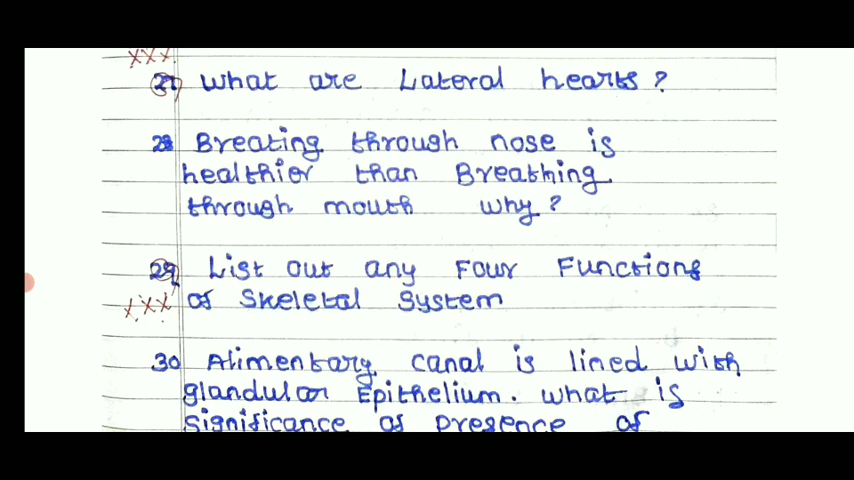 XXX
27 What are Lateral hearts?
28 Breating through nose is
healthier than Breathing
through mouth why?
29 List out any Four Functions
XXX of Skeletal System
30 Alimentary canal is lined with
glandular Epithelium. what is
significance of presence of